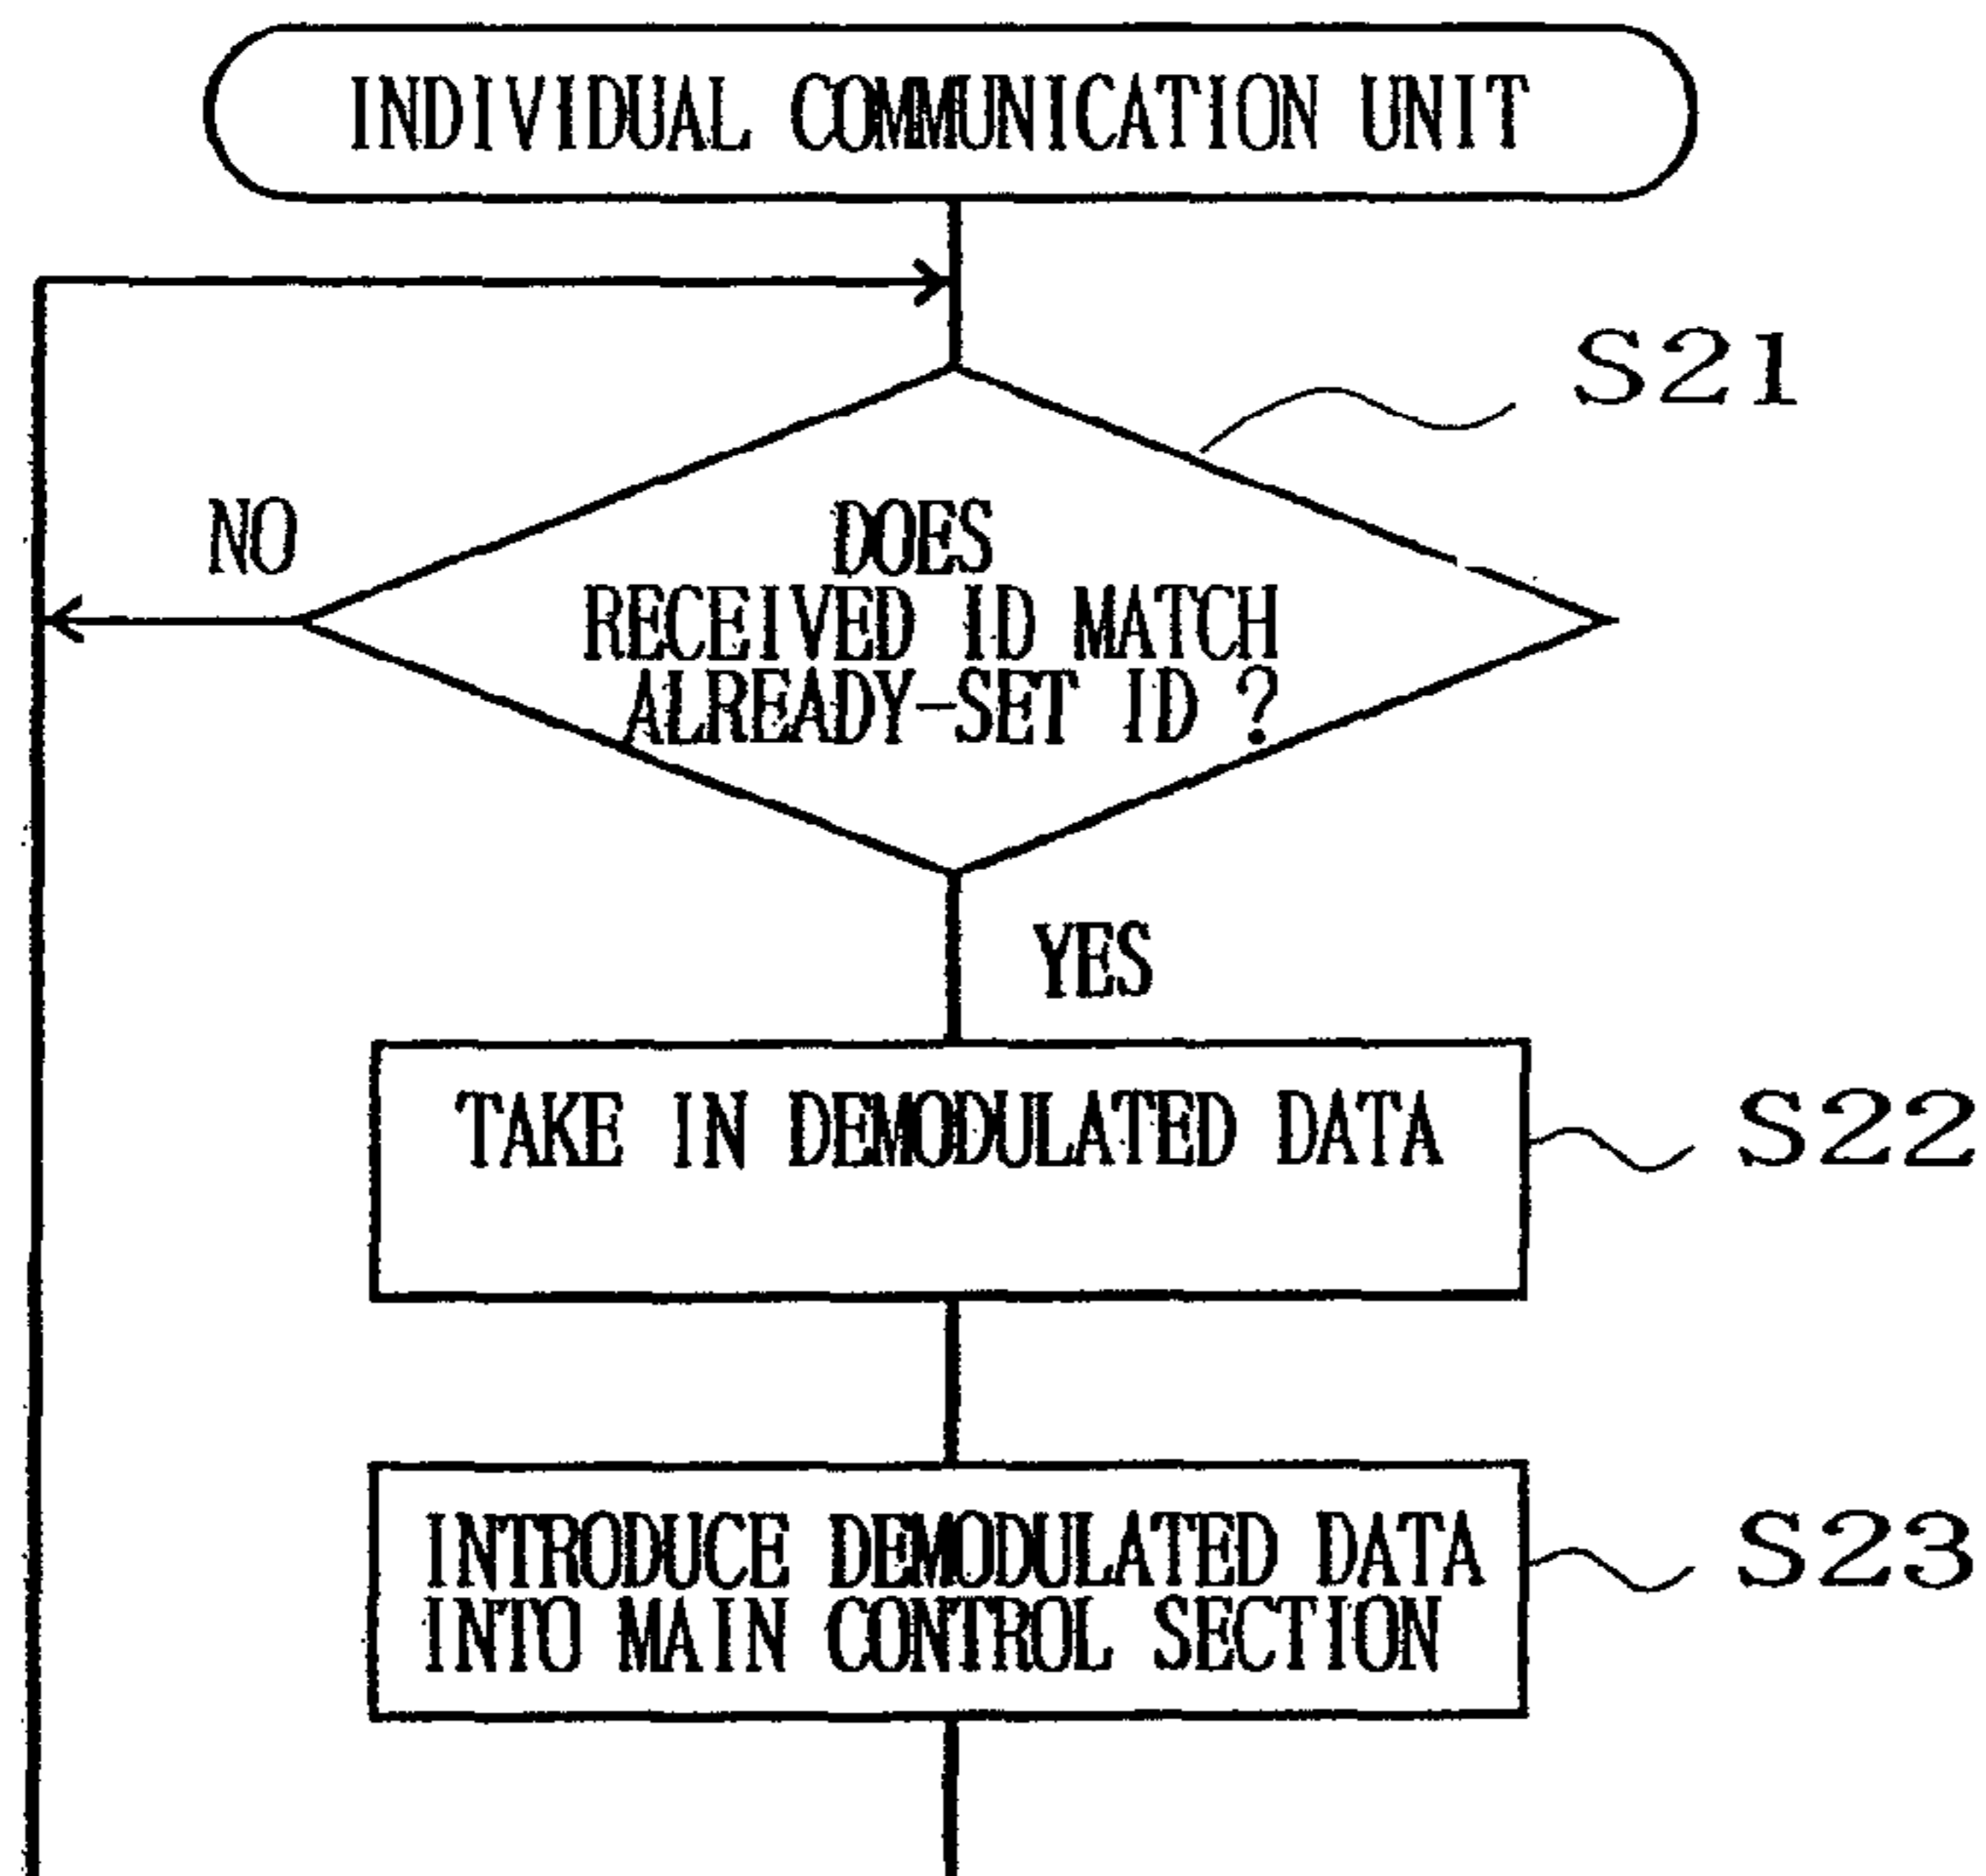 INDIVIDUAL COMMUNICATION UNIT
S21
NO
DOES
RECEIVED ID MATCH
ALREADY-SET ID ?
YES
TAKE IN DEMODULATED DATA
S22
INTRODUCE DEMODULATED DATA
INTO MAIN CONTROL SECTION
S23